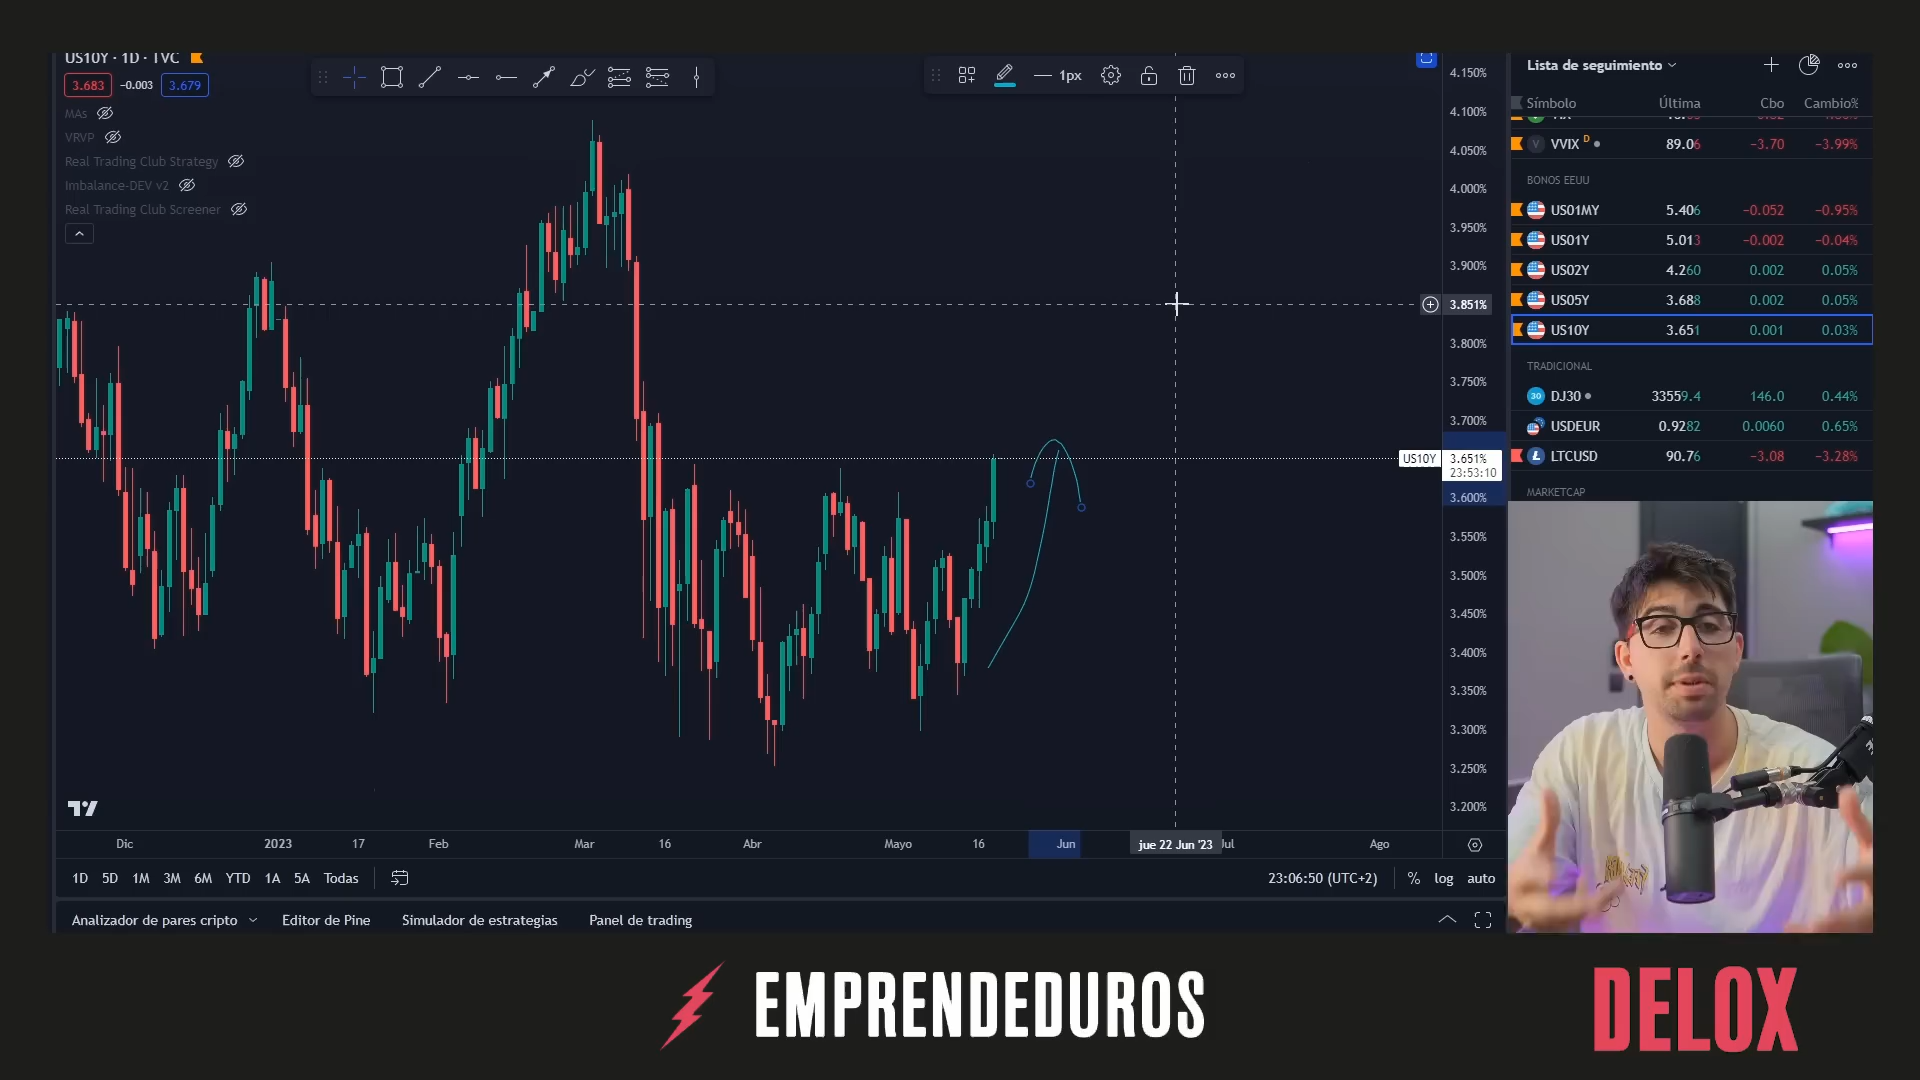 US10Y · 1D · TVC
3.683 −0.003 3.679
MAs
VRVP
Real Trading Club Strategy
Imbalance-DEV v2
Real Trading Club Screener
1px
4.150%
4.100%
4.050%
4.000%
3.950%
3.900%
3.851%
3.800%
3.750%
3.700%
US10Y 3.651%
23:53:10
3.600%
3.550%
3.500%
3.450%
3.400%
3.350%
3.300%
3.250%
3.200%
Dic 2023 17 Feb Mar 16 Abr Mayo 16 Jun jue 22 Jun '23 Jul Ago
1D 5D 1M 3M 6M YTD 1A 5A Todas
23:06:50 (UTC+2) % log auto
Analizador de pares cripto Editor de Pine Simulador de estrategias Panel de trading
Lista de seguimiento
Símbolo Última Cbo Cambio%
VVIX D 89.06 −3.70 −3.99%
BONOS EEUU
US01MY 5.406 −0.052 −0.95%
US01Y 5.013 −0.002 −0.04%
US02Y 4.260 0.002 0.05%
US05Y 3.688 0.002 0.05%
US10Y 3.651 0.001 0.03%
TRADICIONAL
30 DJ30 33559.4 146.0 0.44%
USDEUR 0.9282 0.0060 0.65%
LTCUSD 90.76 −3.08 −3.28%
MARKETCAP
EMPRENDEDUROS
DELOX